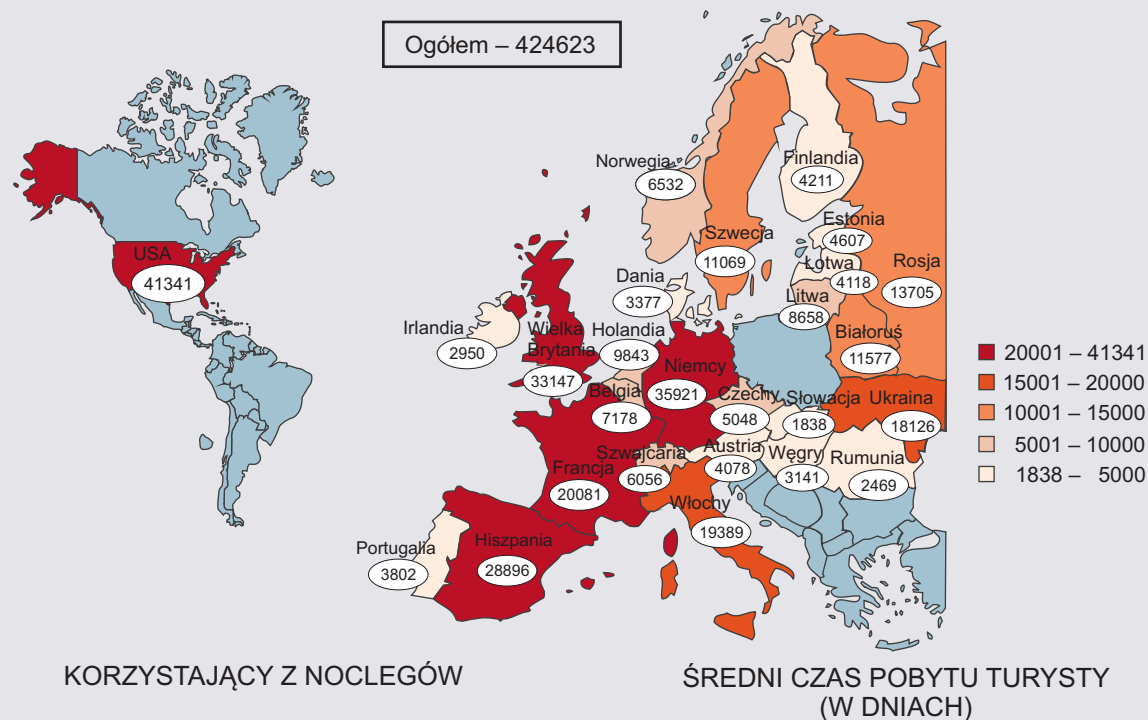 Ogółem – 424623
Norwegia
6532
Finlandia
4211
Szwecja
11069
Estonia
4607
Łotwa
4118
Rosja
13705
USA
41341
Dania
3377
Litwa
8658
Irlandia
2950
Wielka
Brytania
33147
Holandia
9843
Białoruś
11577
Niemcy
35921
Belgia
7178
Czechy
5048
Słowacja
1838
Ukraina
18126
Szwajcaria
6056
Austria
4078
Węgry
3141
Rumunia
2469
Francja
20081
Włochy
19389
Portugalia
3802
Hiszpania
28896
20001 – 41341
15001 – 20000
10001 – 15000
5001 – 10000
1838 – 5000
KORZYSTAJĄCY Z NOCLEGÓW
ŚREDNI CZAS POBYTU TURYSTY
(W DNIACH)